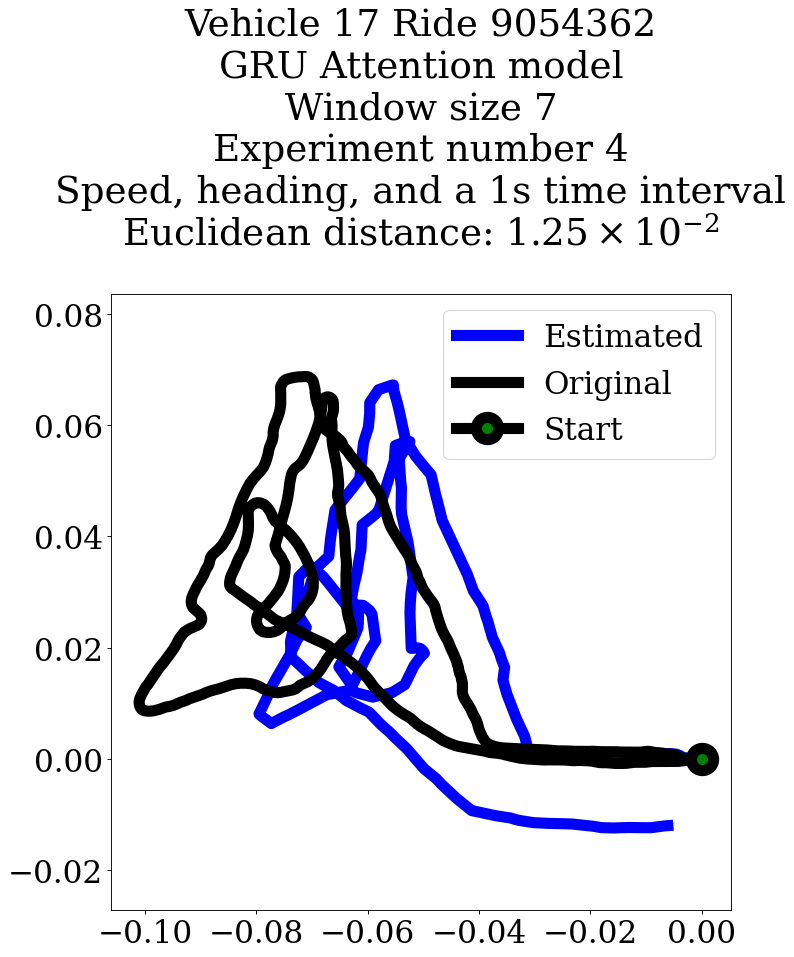 Vehicle 17 Ride 9054362
GRU Attention model
Window size 7
Experiment number 4
Speed, heading, and a 1s time interval
Euclidean distance: 1.25 × 10⁻²
Estimated
Original
Start
0.08
0.06
0.04
0.02
0.00
−0.02
−0.10 −0.08 −0.06 −0.04 −0.02 0.00